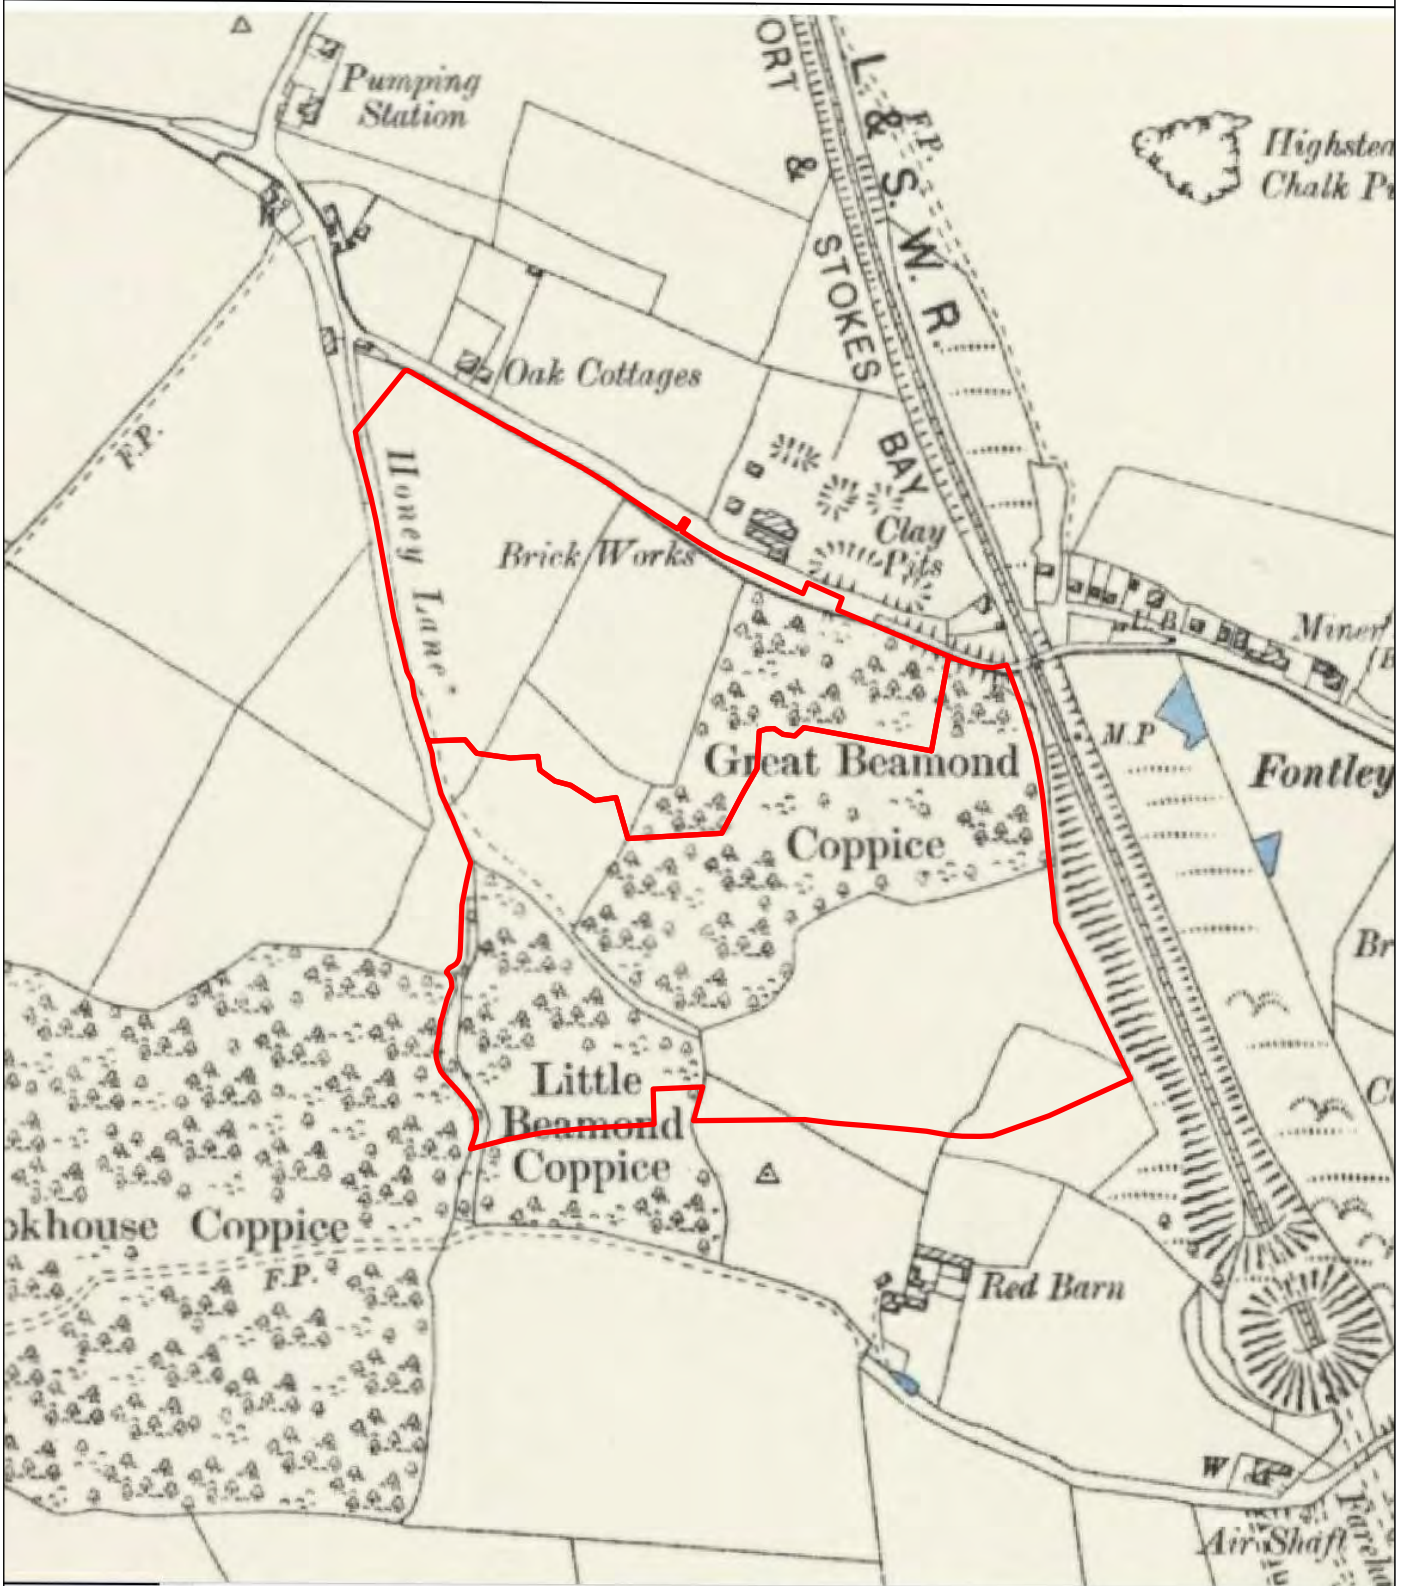 Pumping
Station
ORT & STOKES BAY
L & S. W. R.
F.P.
Chalk
Oak Cottages
F.P.
Honey Lane
Brick Works
Clay
Pits
M.P
Great Beamond
Coppice
Fontley
Little
Beamond
Coppice
okhouse Coppice
F.P.
Red Barn
W
Air Shaft